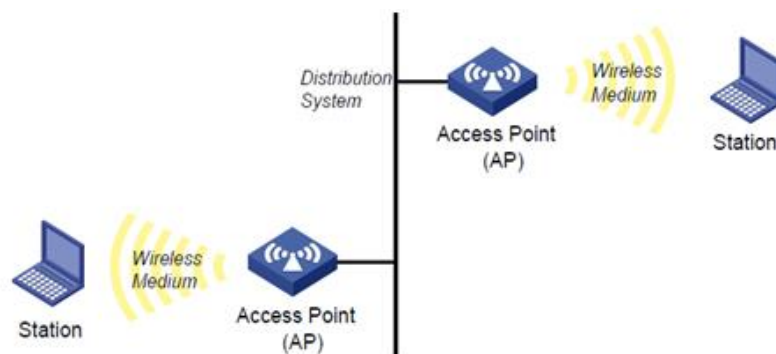 Distribution
System
Wireless
Medium
Access Point
(AP)
Station
Wireless
Medium
Station
Access Point
(AP)